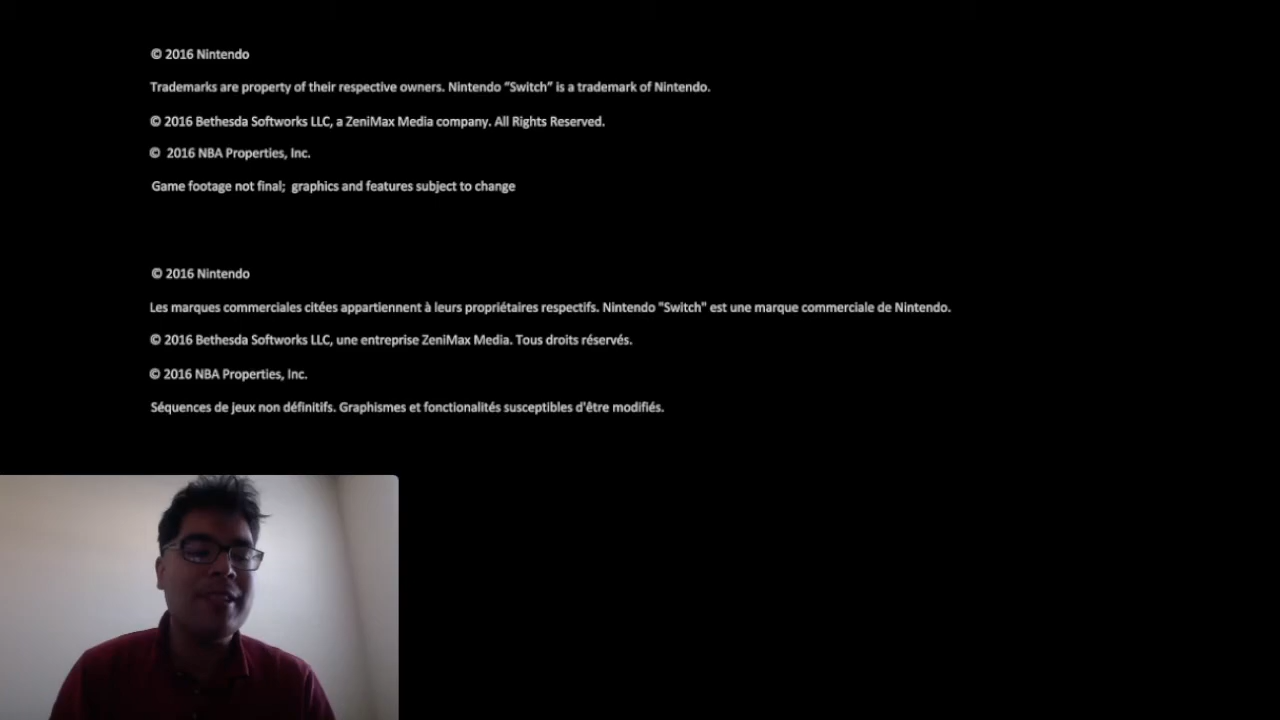 © 2016 Nintendo
Trademarks are property of their respective owners. Nintendo “Switch” is a trademark of Nintendo.
© 2016 Bethesda Softworks LLC, a ZeniMax Media company. All Rights Reserved.
©  2016 NBA Properties, Inc.
Game footage not final;  graphics and features subject to change
© 2016 Nintendo
Les marques commerciales citées appartiennent à leurs propriétaires respectifs. Nintendo "Switch" est une marque commerciale de Nintendo.
© 2016 Bethesda Softworks LLC, une entreprise ZeniMax Media. Tous droits réservés.
© 2016 NBA Properties, Inc.
Séquences de jeux non définitifs. Graphismes et fonctionalités susceptibles d'être modifiés.